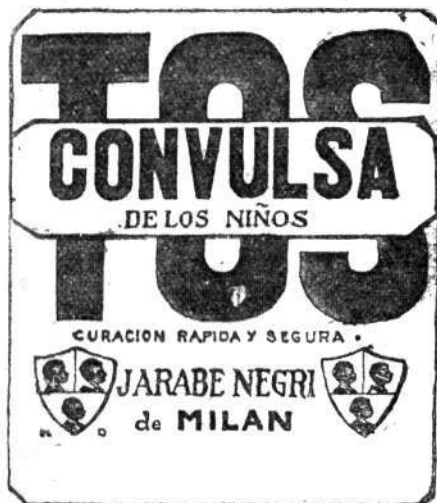 TOS
CONVULSA
DE LOS NIÑOS
CURACION RAPIDA Y SEGURA.
JARABE NEGRI
de MILAN